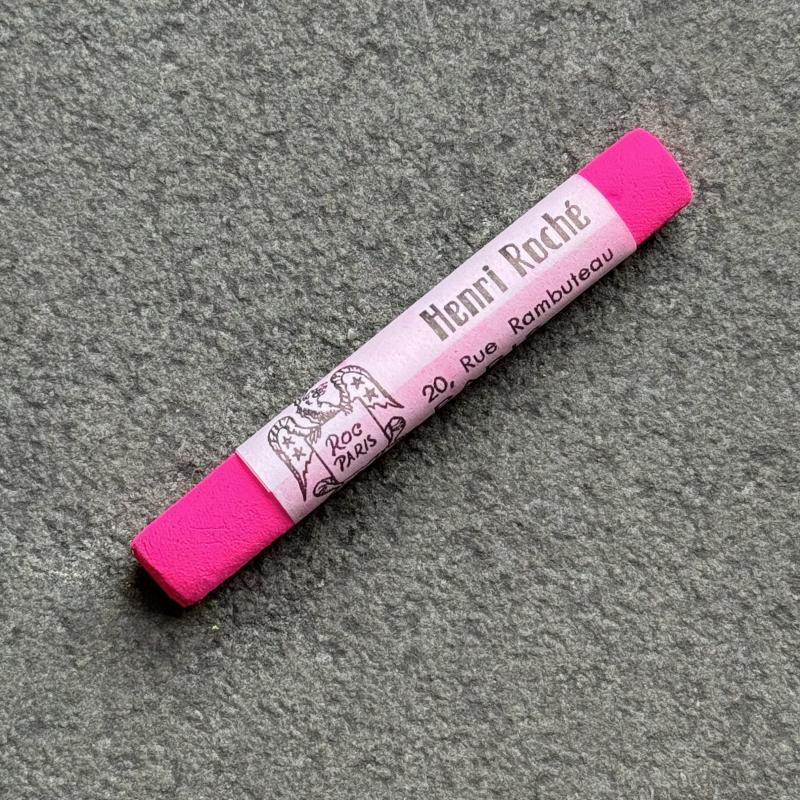 Henri Roché
20, Rue Rambuteau
ROC
PARIS